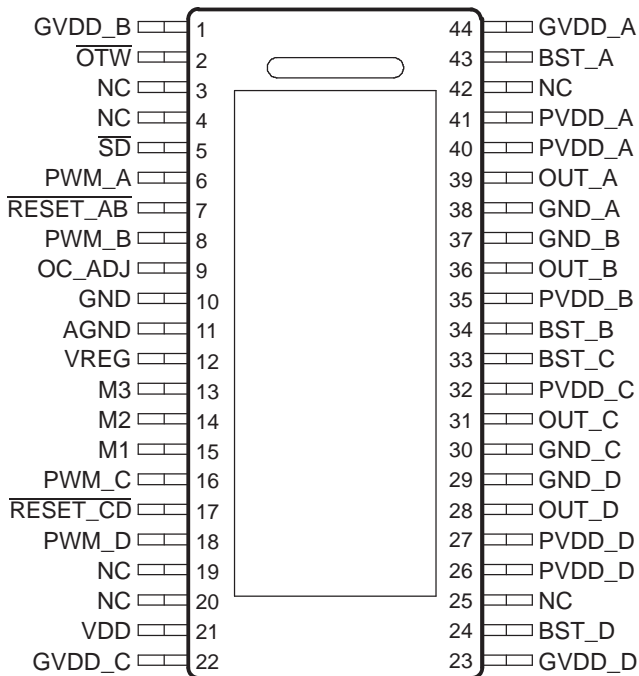 GVDD_B 1 44 GVDD_A
OTW 2 43 BST_A
NC 3 42 NC
NC 4 41 PVDD_A
SD 5 40 PVDD_A
PWM_A 6 39 OUT_A
RESET_AB 7 38 GND_A
PWM_B 8 37 GND_B
OC_ADJ 9 36 OUT_B
GND 10 35 PVDD_B
AGND 11 34 BST_B
VREG 12 33 BST_C
M3 13 32 PVDD_C
M2 14 31 OUT_C
M1 15 30 GND_C
PWM_C 16 29 GND_D
RESET_CD 17 28 OUT_D
PWM_D 18 27 PVDD_D
NC 19 26 PVDD_D
NC 20 25 NC
VDD 21 24 BST_D
GVDD_C 22 23 GVDD_D